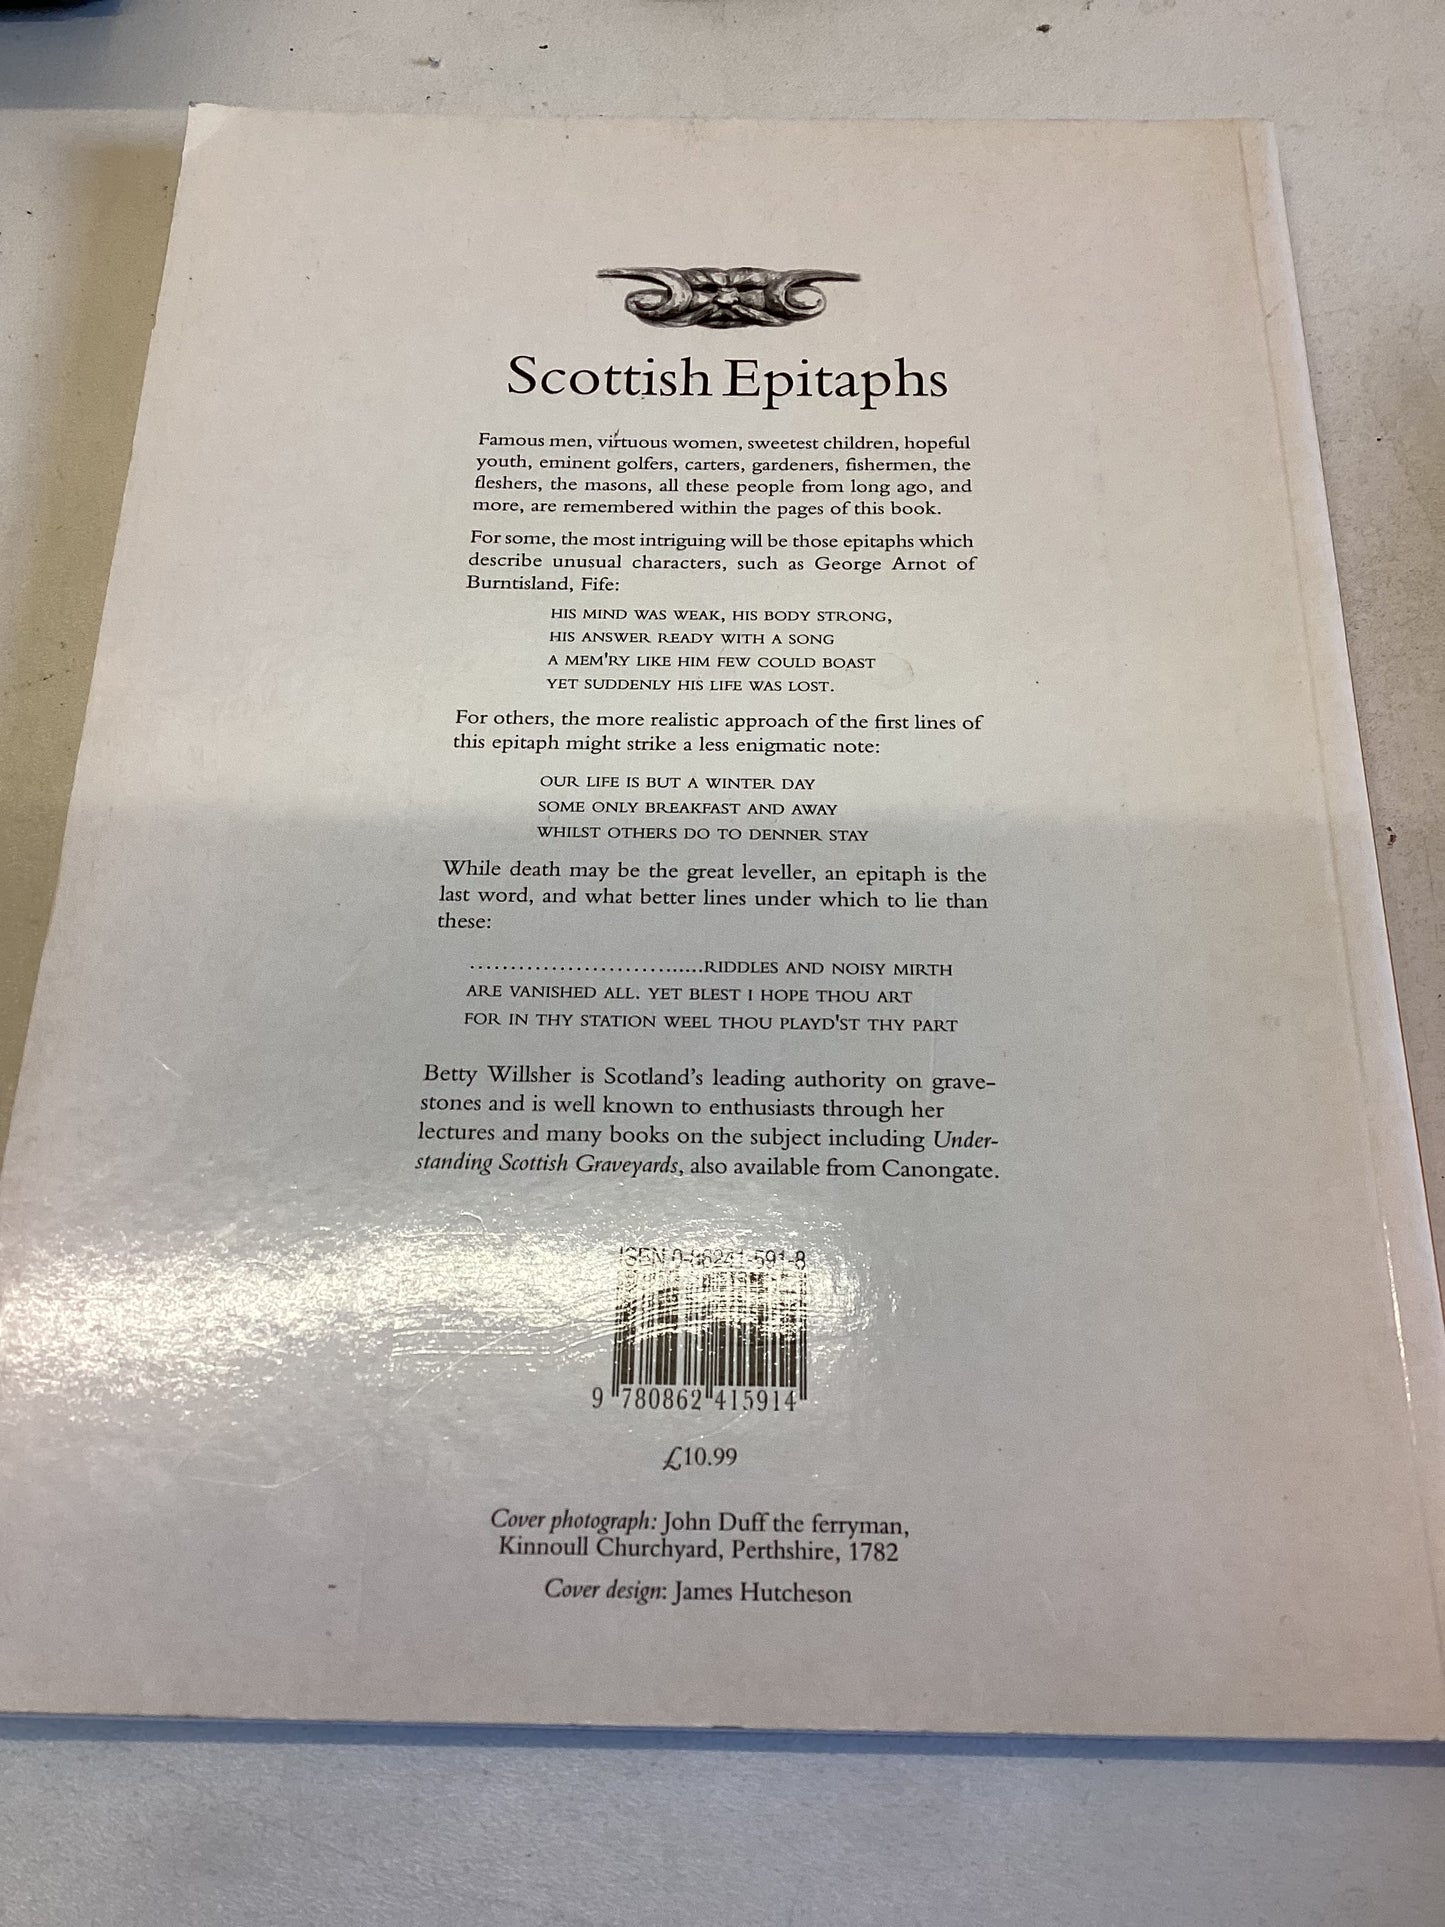 Scottish Epitaphs
Famous men, virtuous women, sweetest children, hopeful
youth, eminent golfers, carters, gardeners, fishermen, the
fleshers, the masons, all these people from long ago, and
more, are remembered within the pages of this book.
For some, the most intriguing will be those epitaphs which
describe unusual characters, such as George Arnot of
Burntisland, Fife:
HIS MIND WAS WEAK, HIS BODY STRONG,
HIS ANSWER READY WITH A SONG
A MEM'RY LIKE HIM FEW COULD BOAST
YET SUDDENLY HIS LIFE WAS LOST.
For others, the more realistic approach of the first lines of
this epitaph might strike a less enigmatic note:
OUR LIFE IS BUT A WINTER DAY
SOME ONLY BREAKFAST AND AWAY
WHILST OTHERS DO TO DENNER STAY
While death may be the great leveller, an epitaph is the
last word, and what better lines under which to lie than
these:
..............................RIDDLES AND NOISY MIRTH
ARE VANISHED ALL. YET BLEST I HOPE THOU ART
FOR IN THY STATION WEEL THOU PLAYD'ST THY PART
Betty Willsher is Scotland's leading authority on grave-
stones and is well known to enthusiasts through her
lectures and many books on the subject including Under-
standing Scottish Graveyards, also available from Canongate.
ISBN 0-86241-591-8
9 780862 415914
£10.99
Cover photograph: John Duff the ferryman,
Kinnoull Churchyard, Perthshire, 1782
Cover design: James Hutcheson